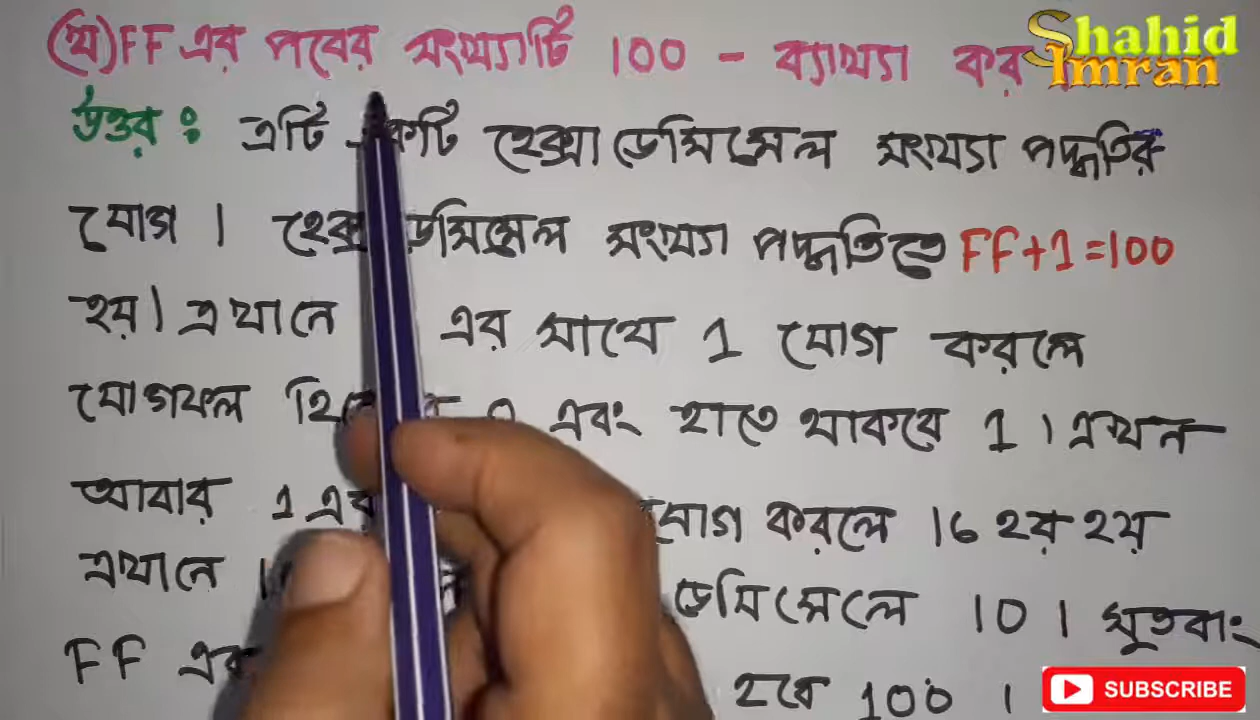 (খ) FF এর পরের সংখ্যাটি 100 - ব্যাখ্যা কর
Shahid
Imran
উত্তর : এটি একটি হেক্সাডেসিমেল সংখ্যা পদ্ধতির
যোগ । হেক্সাডেসিমেল সংখ্যা পদ্ধতিতে FF+1=100
হয়। এখানে এর সাথে 1 যোগ করলে
যোগফল 0 এবং হাতে থাকবে 1 । এখন
আবার 1 যোগ করলে 16 হয়
এখানে ডেসিমেলে 10 । সুতরাং
FF এর হবে 100 ।
SUBSCRIBE